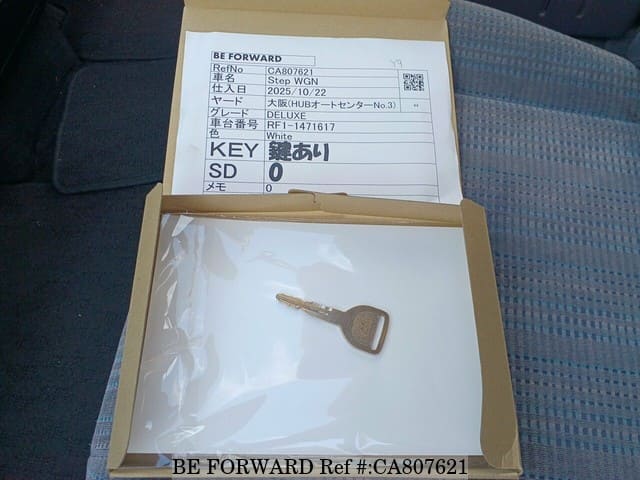 BE FORWARD
Y9
RefNo CA807621
車名 Step WGN
仕入日 2025/10/22
ヤード 大阪(HUBオートセンターNo.3)
グレード DELUXE
車台番号 RF1-1471617
色 White
KEY 鍵あり
SD 0
メモ 0
BE FORWARD Ref #:CA807621